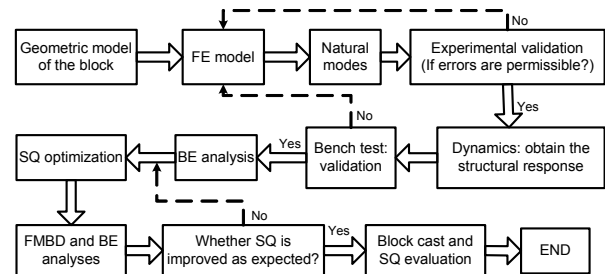 No
Geometric model
of the block
FE model
Natural
modes
Experimental validation
(If errors are permissible?)
No
Yes
SQ optimization
BE analysis
Yes
Bench test:
validation
Dynamics: obtain the
structural response
No
FMBD and BE
analyses
Whether SQ is
improved as expected?
Yes
Block cast and
SQ evaluation
END